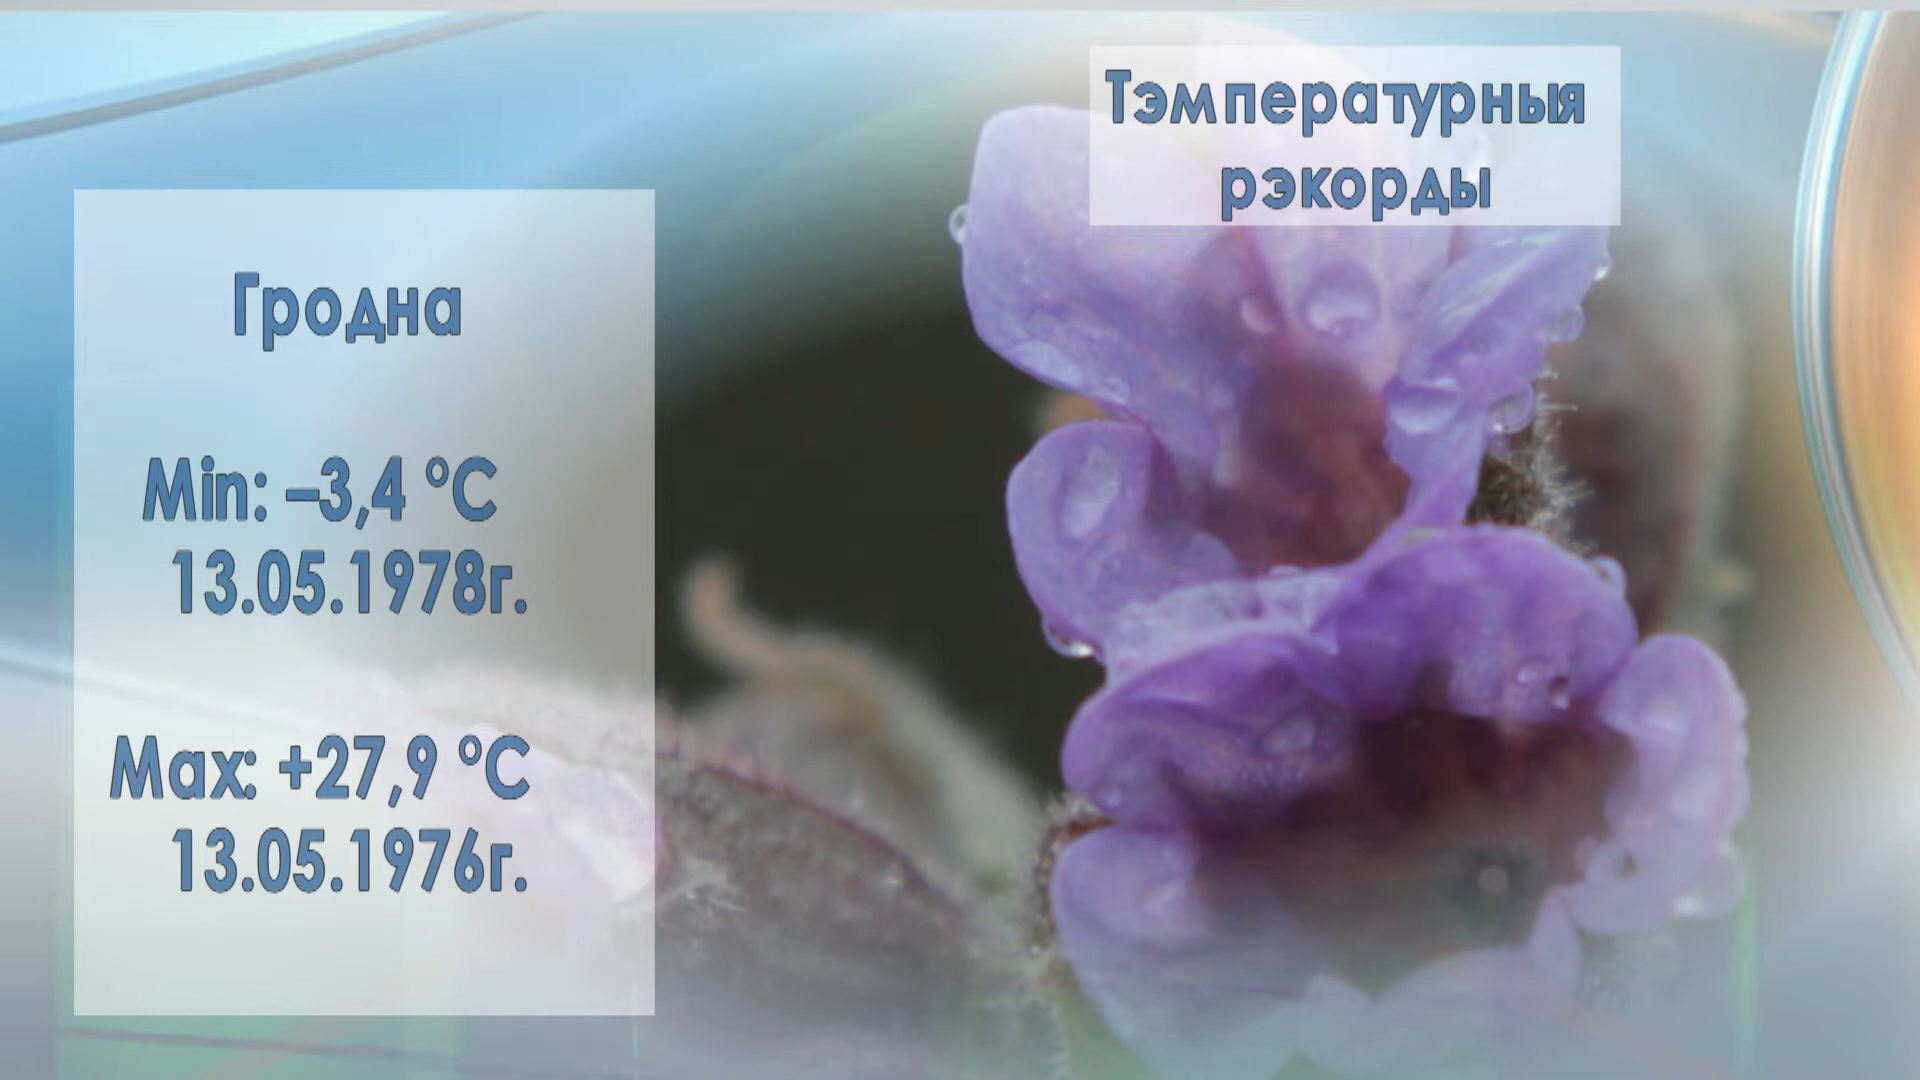 Тэмпературныя
рэкорды
Гродна
Min: –3,4 °C
13.05.1978г.
Max: +27,9 °C
13.05.1976г.